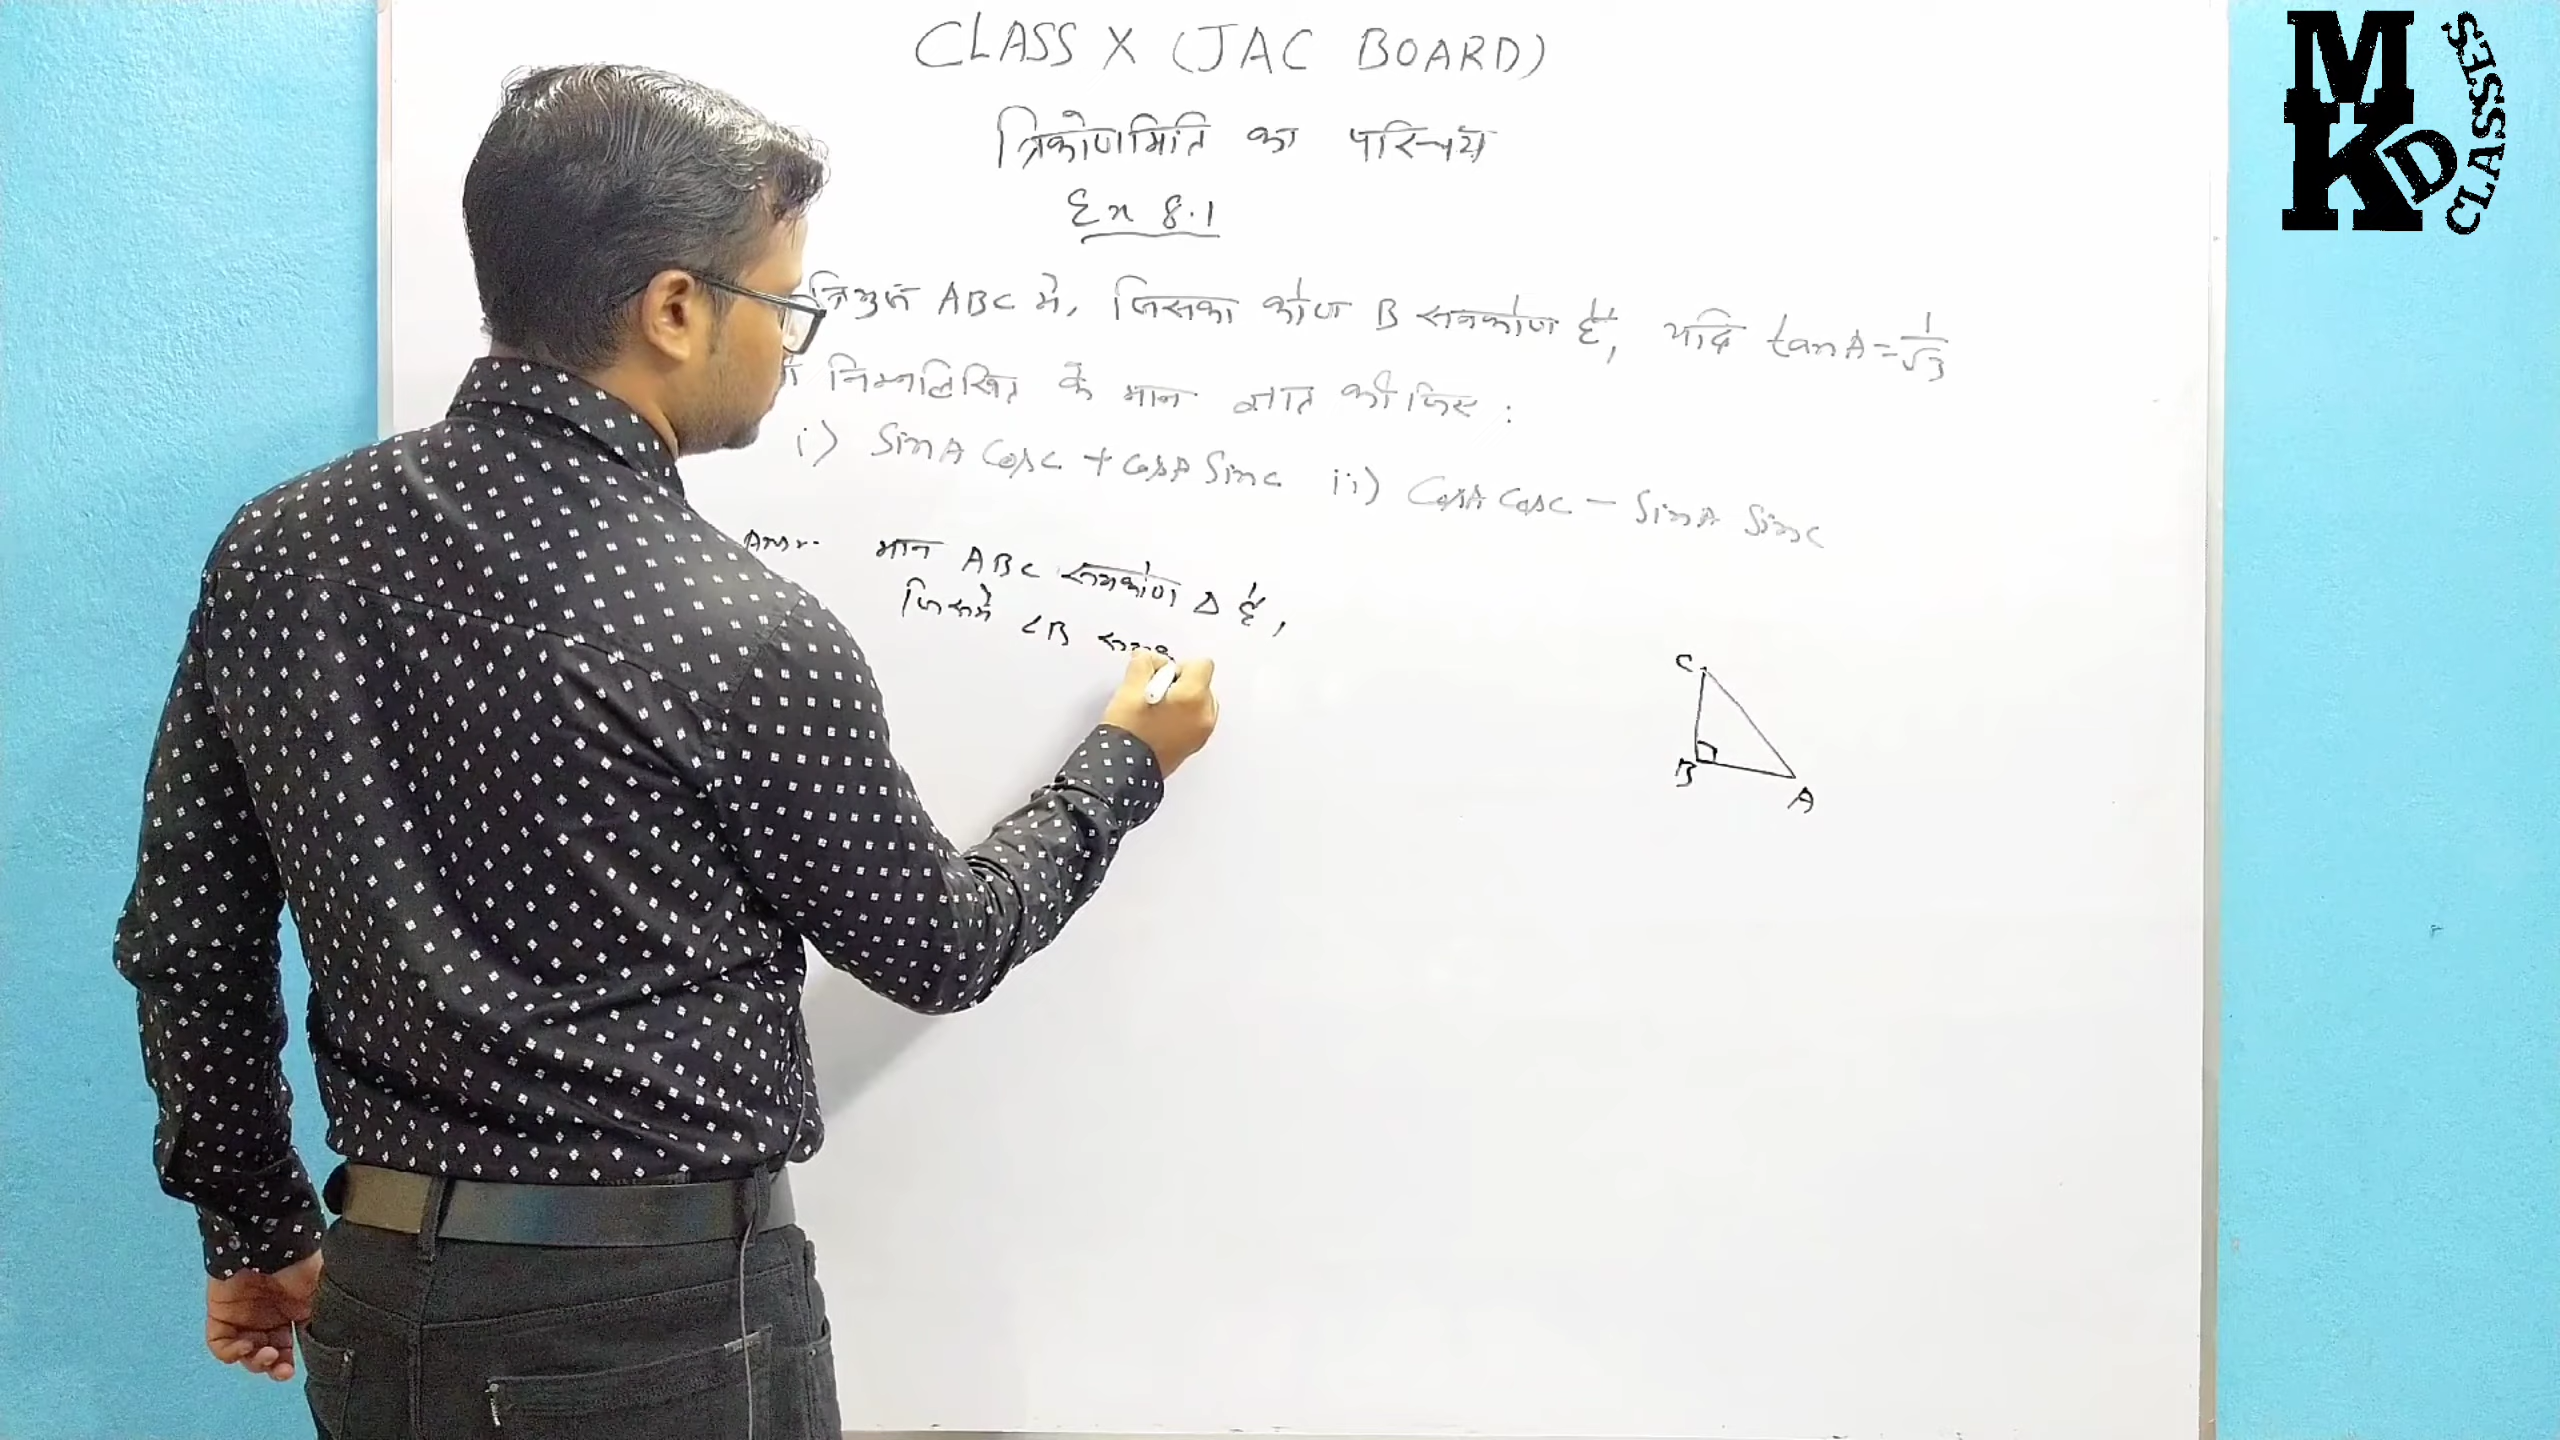 CLASS X (JAC BOARD)
त्रिकोणमिति का परिचय
Ex 8.1
त्रिभुज ABC में, जिसका कोण B समकोण है, यदि tan A = 1/√3
निम्नलिखित के मान ज्ञात कीजिए :
i) Sin A Cos C + Cos A Sin C ii) Cos A Cos C - Sin A Sin C
Ans:- मान ABC समकोण Δ है,
जिसमें ∠B समक
C
B
A
MKD CLASSES